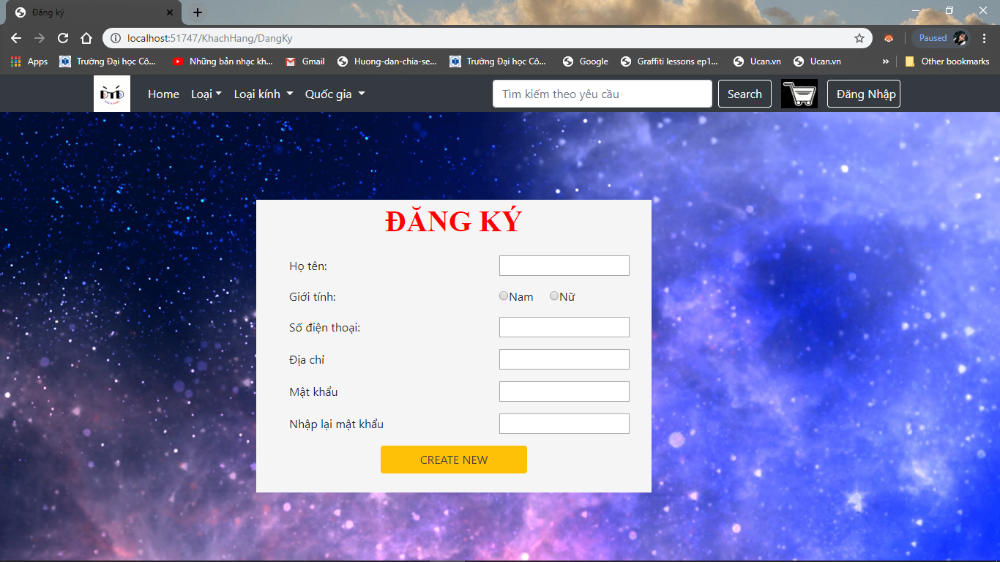 Đăng ký
localhost:51747/KhachHang/DangKy
Paused
Apps Trường Đại học Cô... Những bản nhạc kh... Gmail Huong-dan-chia-se... Trường Đại học Cô... Google Graffiti lessons ep1... Ucan.vn Ucan.vn » Other bookmarks
Home Loại Loại kính Quốc gia Tìm kiếm theo yêu cầu Search Đăng Nhập
ĐĂNG KÝ
Họ tên:
Giới tính: Nam Nữ
Số điện thoại:
Địa chỉ
Mật khẩu
Nhập lại mật khẩu
CREATE NEW